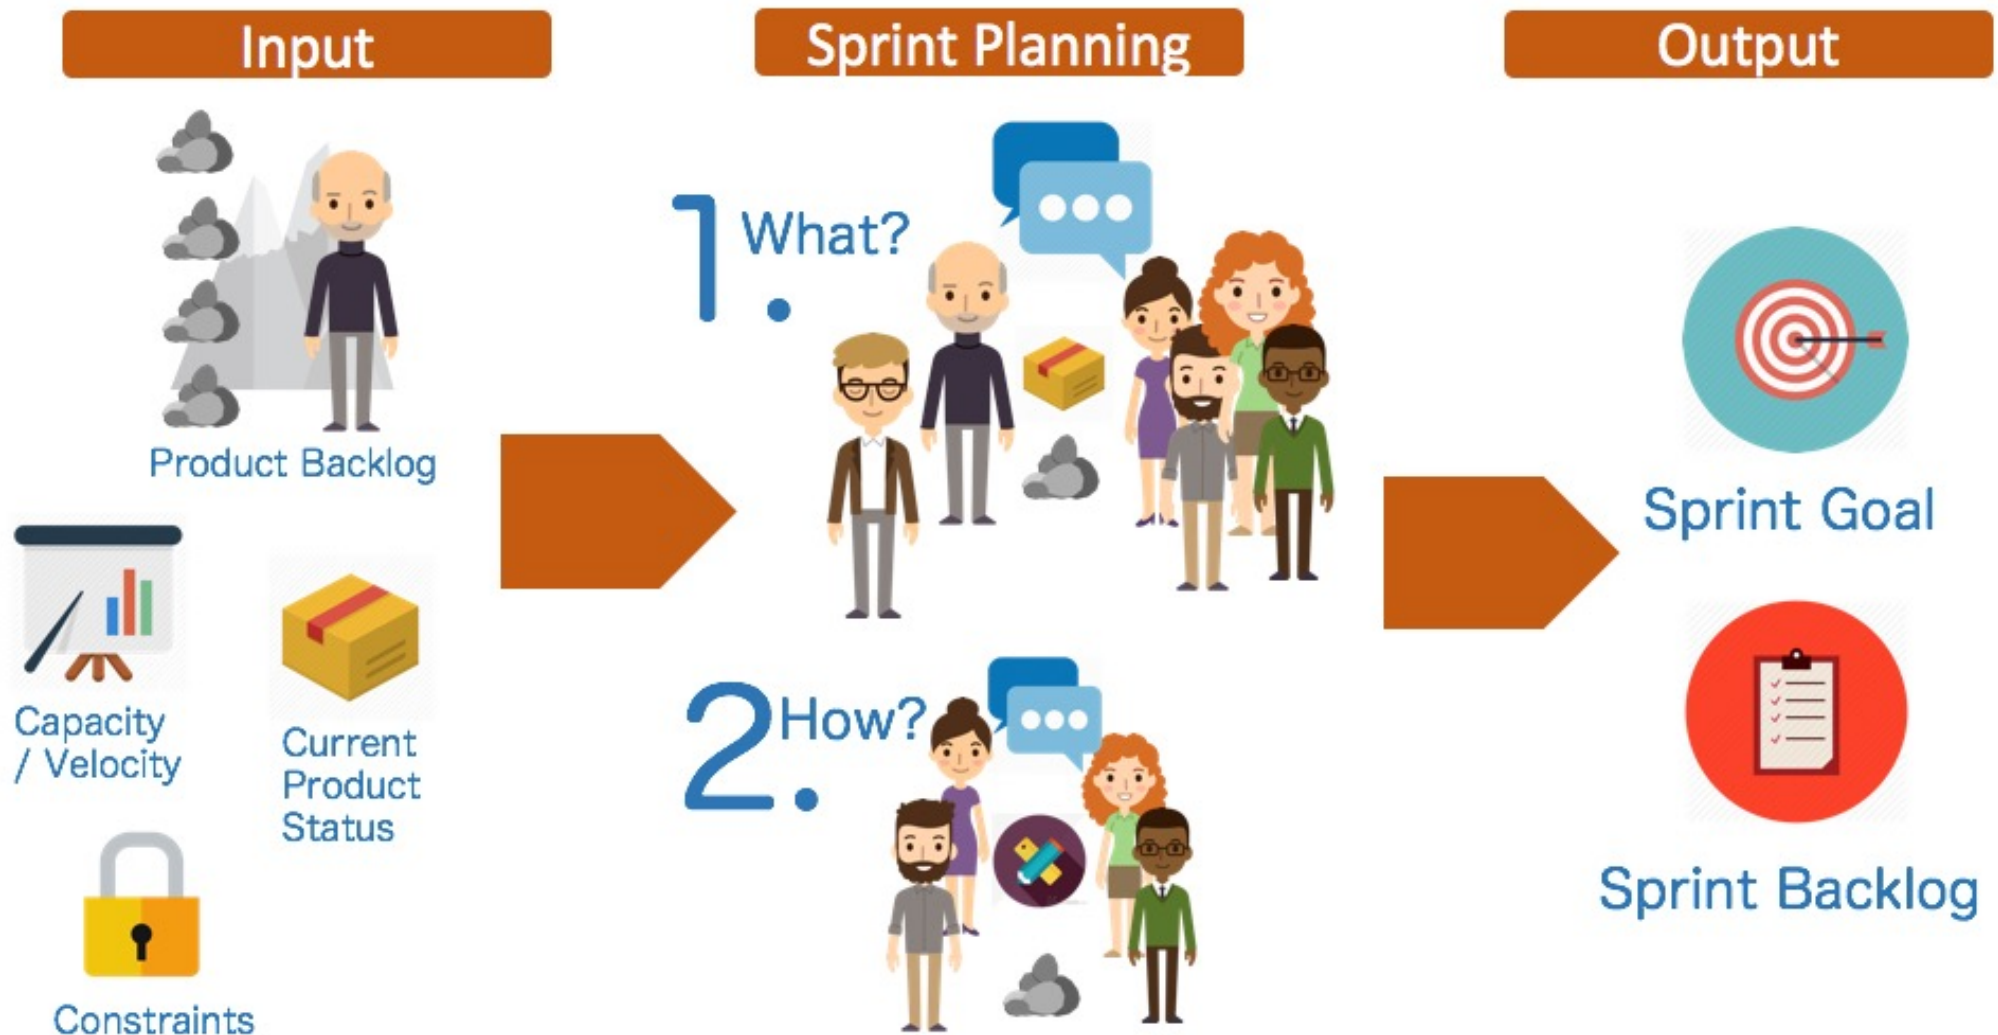 Input
Sprint Planning
Output
Product Backlog
Capacity
/ Velocity
Current
Product
Status
Constraints
1.
What?
2.
How?
Sprint Goal
Sprint Backlog